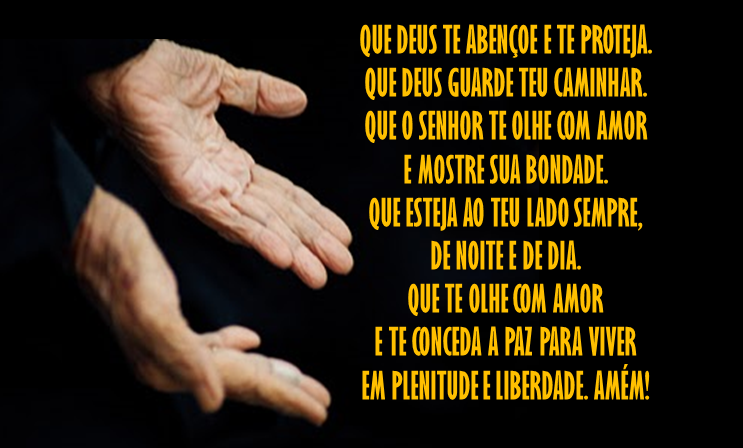 QUE DEUS TE ABENÇOE E TE PROTEJA.
QUE DEUS GUARDE TEU CAMINHAR.
QUE O SENHOR TE OLHE COM AMOR
E MOSTRE SUA BONDADE.
QUE ESTEJA AO TEU LADO SEMPRE,
DE NOITE E DE DIA.
QUE TE OLHE COM AMOR
E TE CONCEDA A PAZ PARA VIVER
EM PLENITUDE E LIBERDADE. AMÉM!